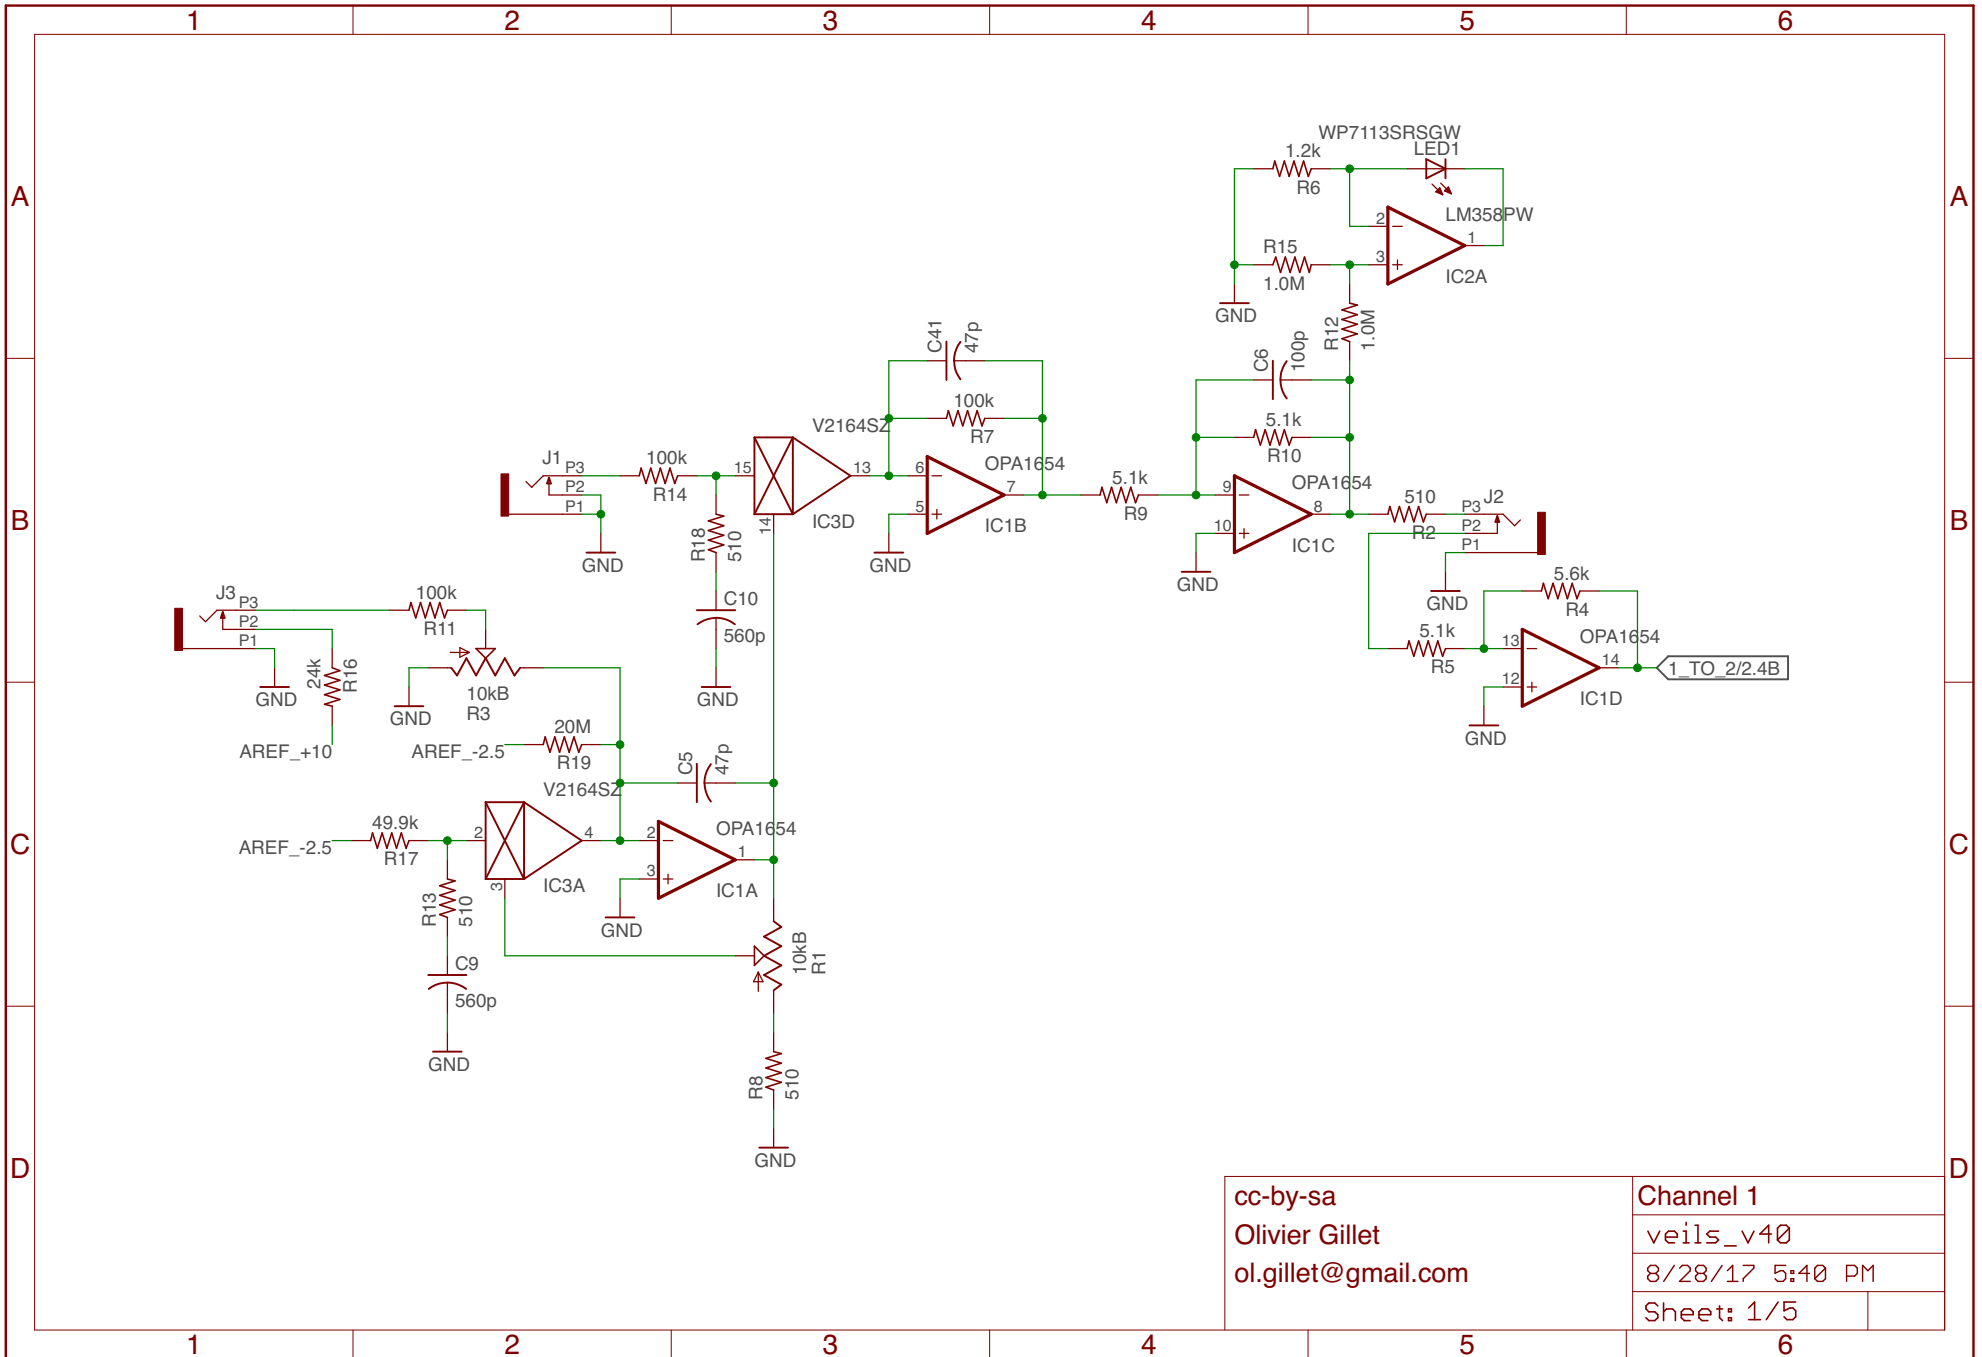 1 2 3 4 5 6
A A
WP7113SRSGW
LED1
1.2k
R6
LM358PW
2
1
R15
3
1.0M
IC2A
GND
R12
1.0M
C41
47p
C6
100p
100k
R7
V2164SZ
5.1k
R10
J1
P3
P2
P1
100k
R14
15
13
14
IC3D
6
OPA1654
7
5
IC1B
5.1k
R9
9
OPA1654
8
10
IC1C
510
R2
J2
P3
P2
P1
B B
R18
510
GND
GND
GND
GND
J3
P3
P2
P1
100k
R11
C10
560p
5.6k
R4
5.1k
R5
13
OPA1654
14
12
IC1D
1_TO_2/2.4B
24k
R16
GND
10kB
R3
GND
GND
GND
AREF_+10
AREF_-2.5
20M
R19
C5
47p
V2164SZ
C C
AREF_-2.5
49.9k
R17
2
4
3
IC3A
2
OPA1654
1
3
IC1A
R13
510
GND
10kB
R1
C9
560p
GND
R8
510
GND
D D
cc-by-sa
Olivier Gillet
ol.gillet@gmail.com
Channel 1
veils_v40
8/28/17 5:40 PM
Sheet: 1/5
1 2 3 4 5 6